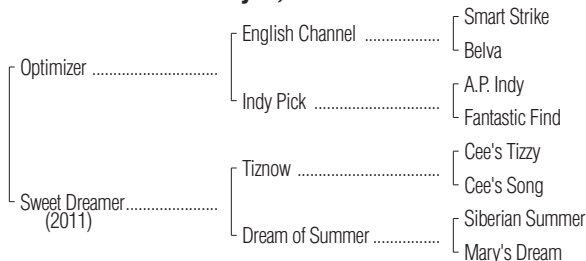 Smart Strike
English Channel ..................
Belva
Optimizer ..............................
A.P. Indy
Indy Pick ..............................
Fantastic Find
Cee's Tizzy
Tiznow ..................................
Cee's Song
Sweet Dreamer......................
(2011)
Siberian Summer
Dream of Summer ................
Mary's Dream